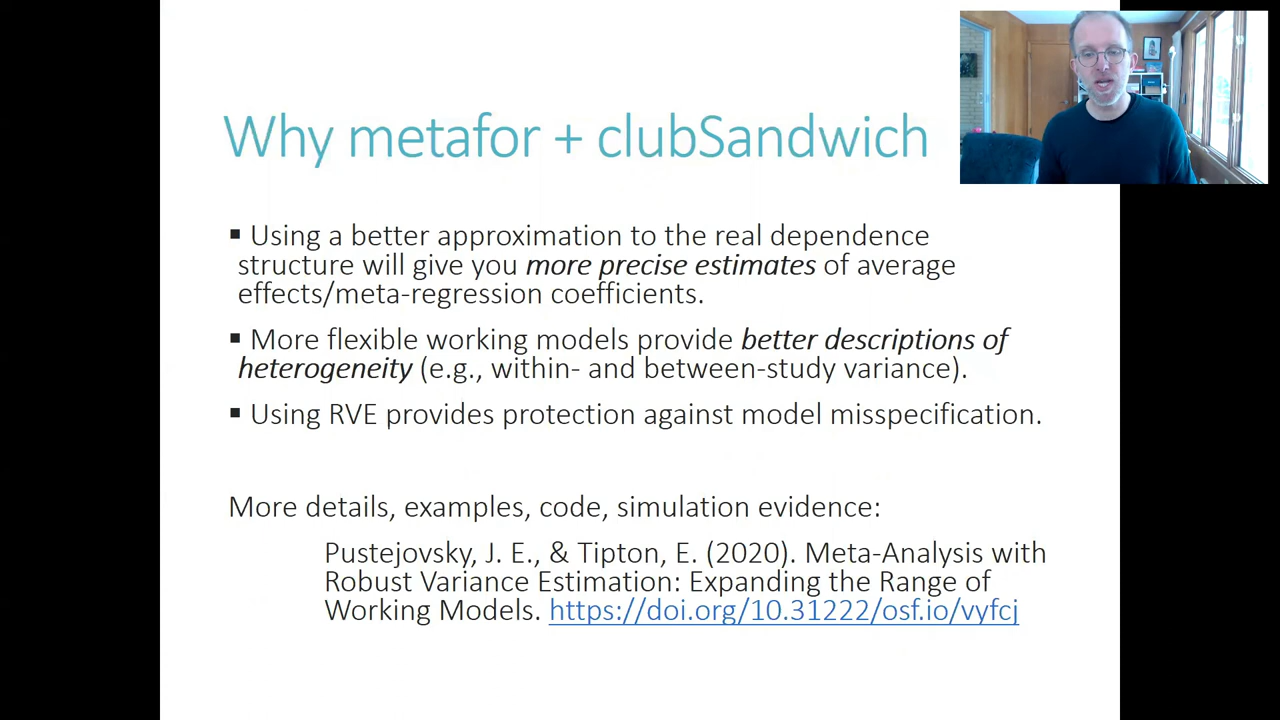 Why metafor + clubSandwich
▪ Using a better approximation to the real dependence
structure will give you more precise estimates of average
effects/meta-regression coefficients.
▪ More flexible working models provide better descriptions of
heterogeneity (e.g., within- and between-study variance).
▪ Using RVE provides protection against model misspecification.
More details, examples, code, simulation evidence:
Pustejovsky, J. E., & Tipton, E. (2020). Meta-Analysis with
Robust Variance Estimation: Expanding the Range of
Working Models. https://doi.org/10.31222/osf.io/vyfcj